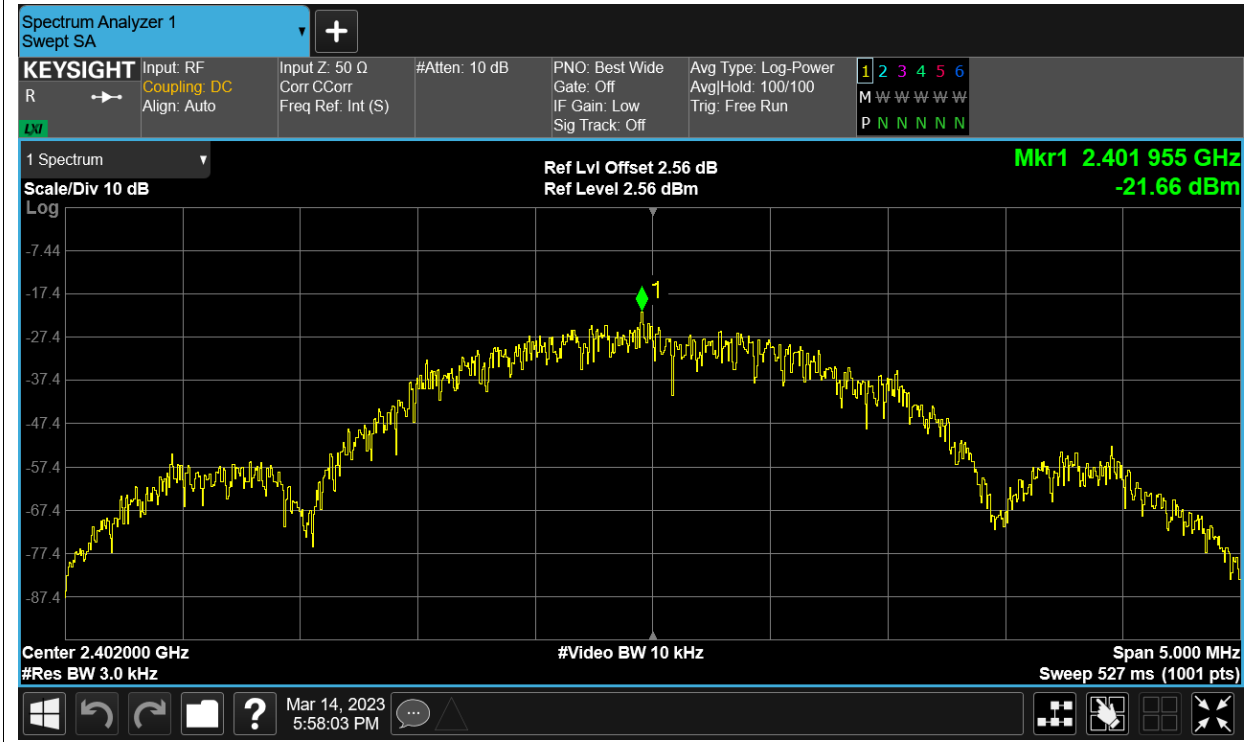 Spectrum Analyzer 1
Swept SA
+
KEYSIGHT
R
LXI
Input: RF
Coupling: DC
Align: Auto
Input Z: 50 Ω
Corr CCorr
Freq Ref: Int (S)
#Atten: 10 dB
PNO: Best Wide
Gate: Off
IF Gain: Low
Sig Track: Off
Avg Type: Log-Power
Avg|Hold: 100/100
Trig: Free Run
1 2 3 4 5 6
M W W W W W
P N N N N N
1 Spectrum
Scale/Div 10 dB
Log
Ref Lvl Offset 2.56 dB
Ref Level 2.56 dBm
Mkr1 2.401 955 GHz
-21.66 dBm
1
-7.44
-17.4
-27.4
-37.4
-47.4
-57.4
-67.4
-77.4
-87.4
Center 2.402000 GHz
#Res BW 3.0 kHz
#Video BW 10 kHz
Span 5.000 MHz
Sweep 527 ms (1001 pts)
?
Mar 14, 2023
5:58:03 PM